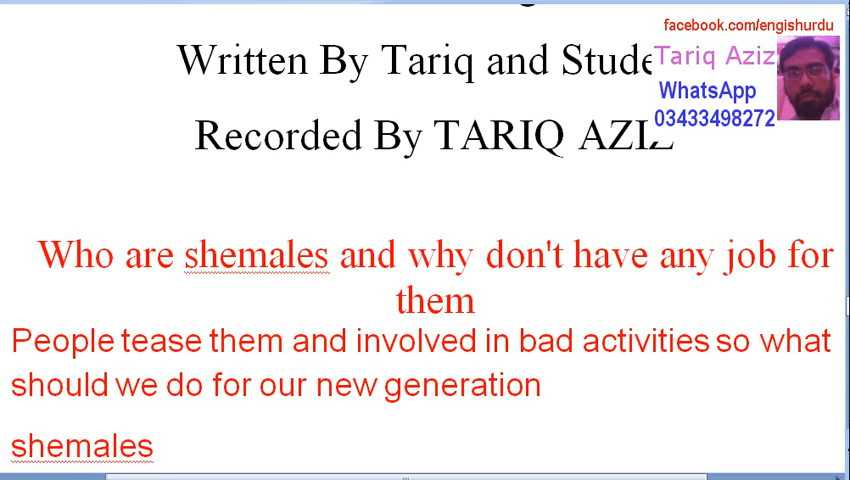 facebook.com/engishurdu
Written By Tariq and Stude
Tariq Aziz
WhatsApp
03433498272
Recorded By TARIQ AZIZ
Who are shemales and why don't have any job for
them
People tease them and involved in bad activities so what
should we do for our new generation
shemales